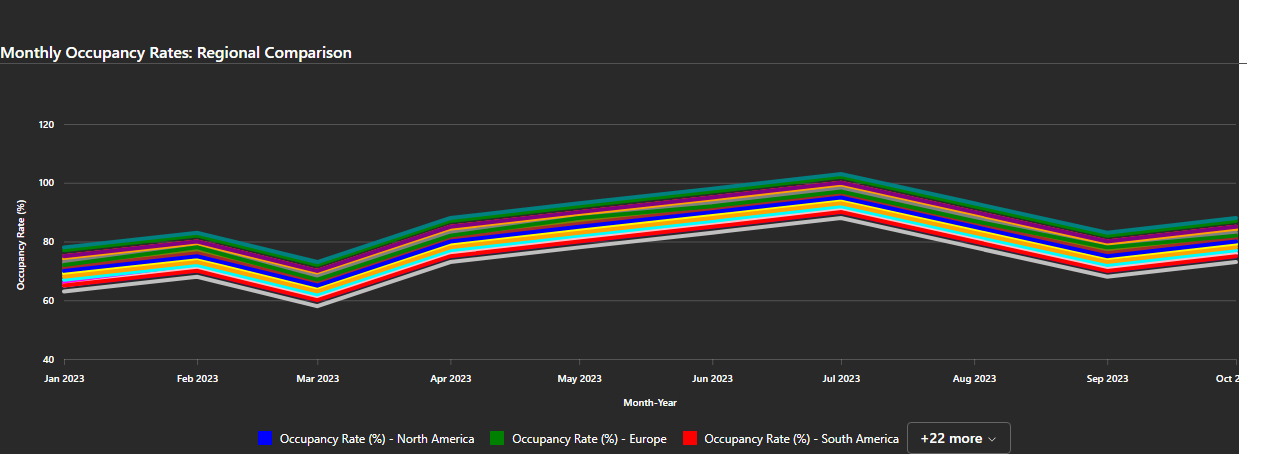 Monthly Occupancy Rates: Regional Comparison
120
100
80
60
40
Occupancy Rate (%)
Jan 2023 Feb 2023 Mar 2023 Apr 2023 May 2023 Jun 2023 Jul 2023 Aug 2023 Sep 2023 Oct 2
Month-Year
Occupancy Rate (%) - North America Occupancy Rate (%) - Europe Occupancy Rate (%) - South America +22 more